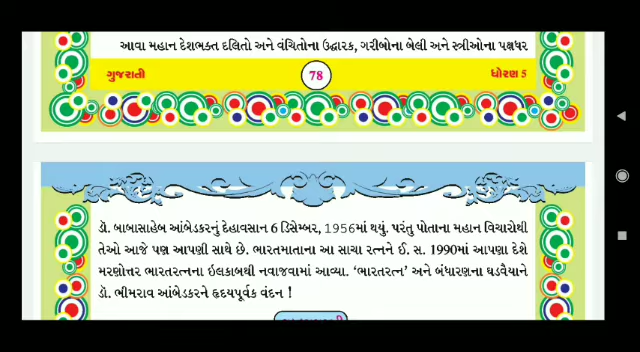 આવા મહાન દેશભક્ત દલિતો અને વંચિતોના ઉદ્ધારક, ગરીબોના બેલી અને સ્ત્રીઓના પક્ષધર
ગુજરાતી 78 ધોરણ 5
ડૉ. બાબાસાહેબ આંબેડકરનું દેહાવસાન 6 ડિસેમ્બર, 1956માં થયું. પરંતુ પોતાના મહાન વિચારોથી
તેઓ આજે પણ આપણી સાથે છે. ભારતમાતાના આ સાચા રત્નને ઈ. સ. 1990માં આપણા દેશે
મરણોત્તર ભારતરત્નના ઇલકાબથી નવાજવામાં આવ્યા. ‘ભારતરત્ન’ અને બંધારણના ઘડવૈયાને
ડૉ. ભીમરાવ આંબેડકરને હૃદયપૂર્વક વંદન !